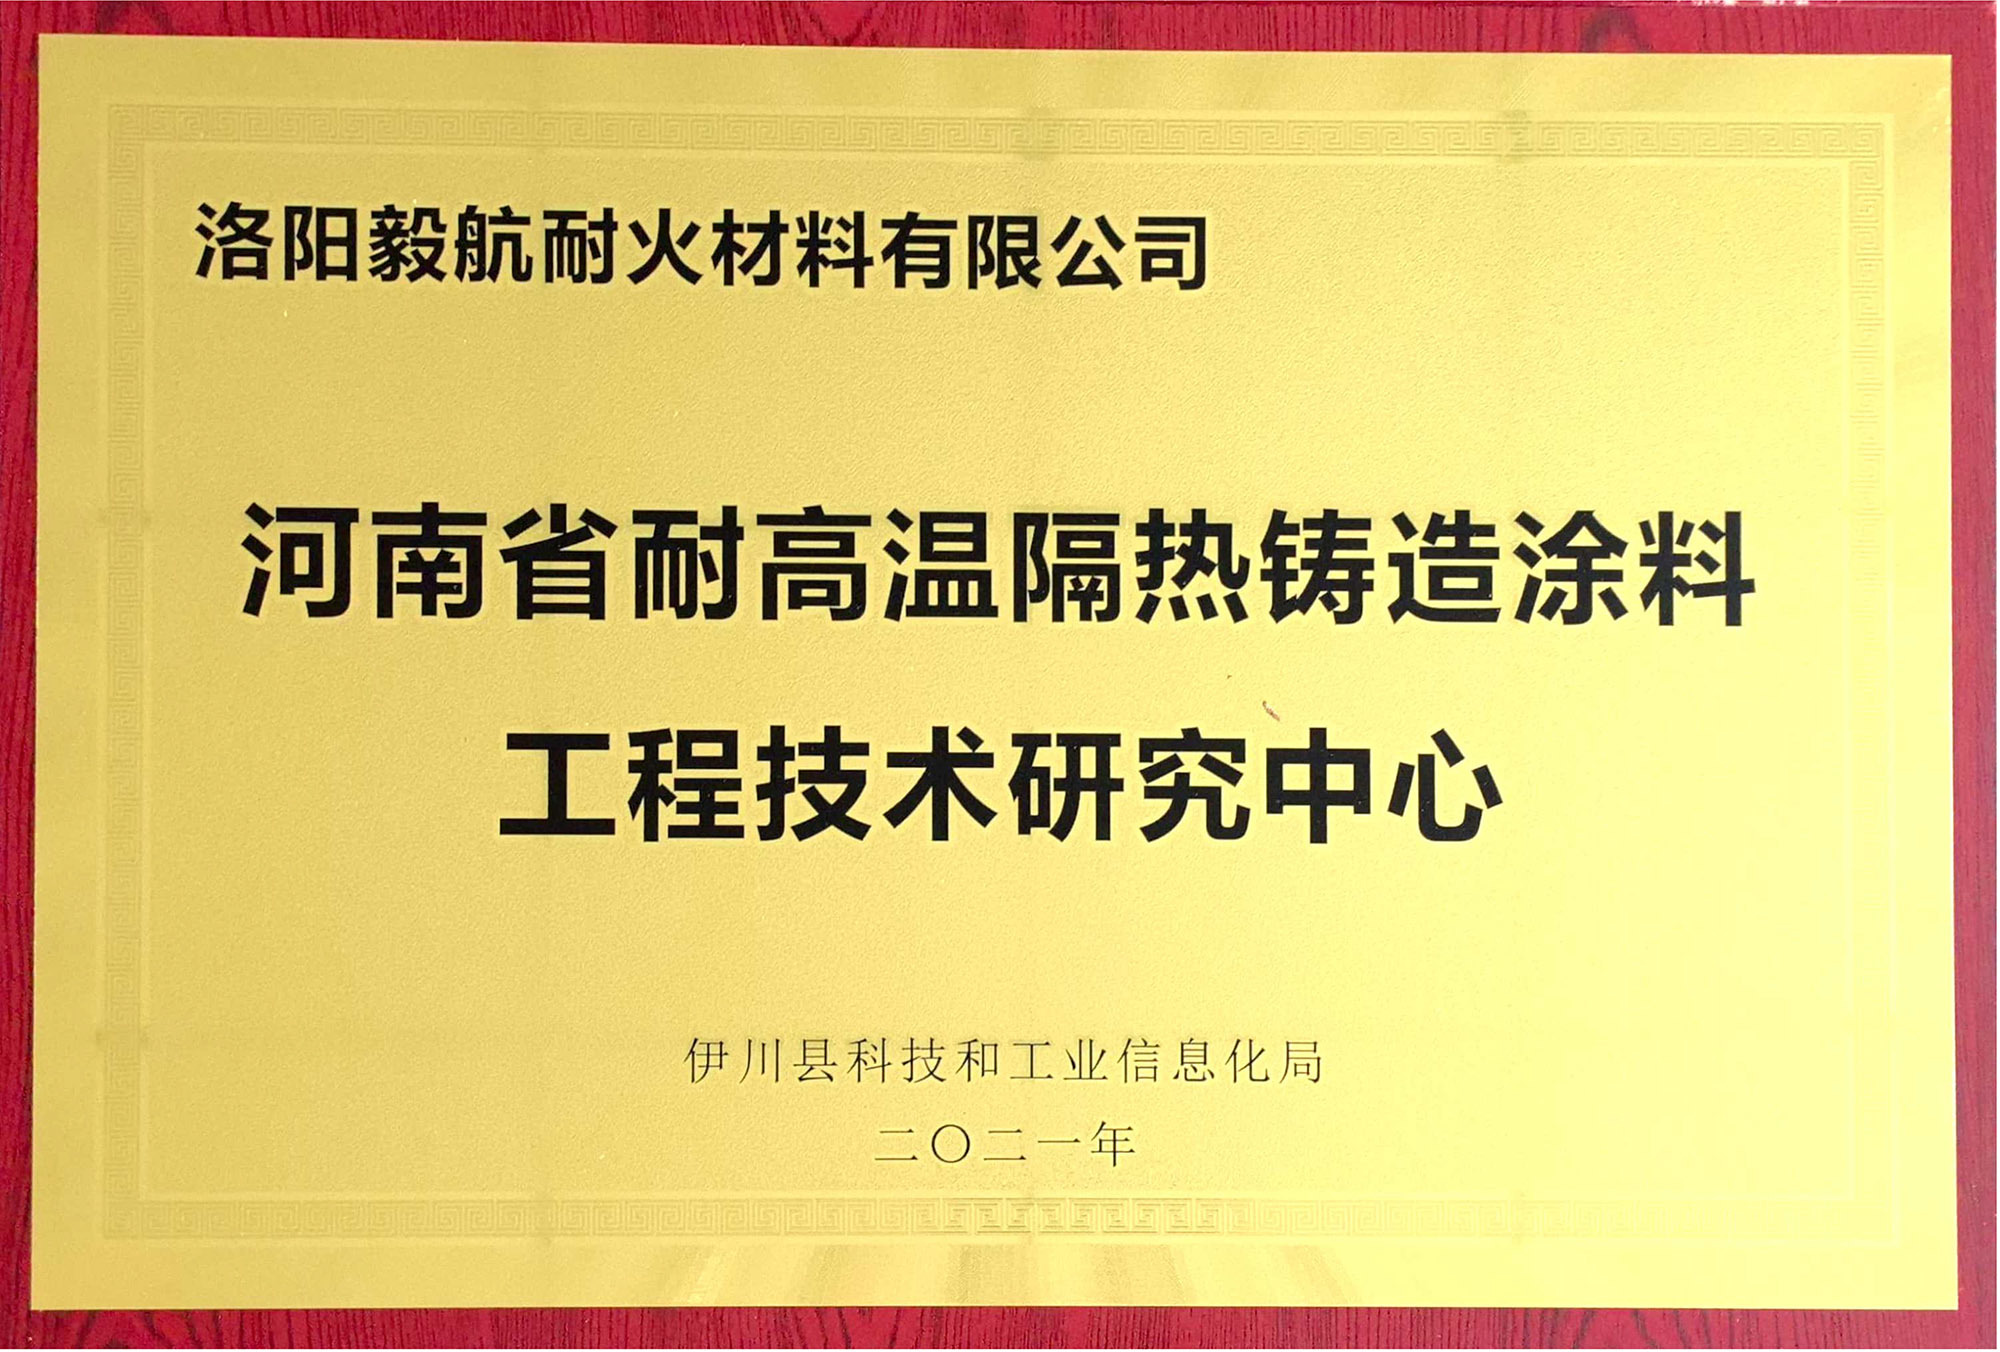 洛阳毅航耐火材料有限公司
河南省耐高温隔热铸造涂料
工程技术研究中心
伊川县科技和工业信息化局
二〇二一年